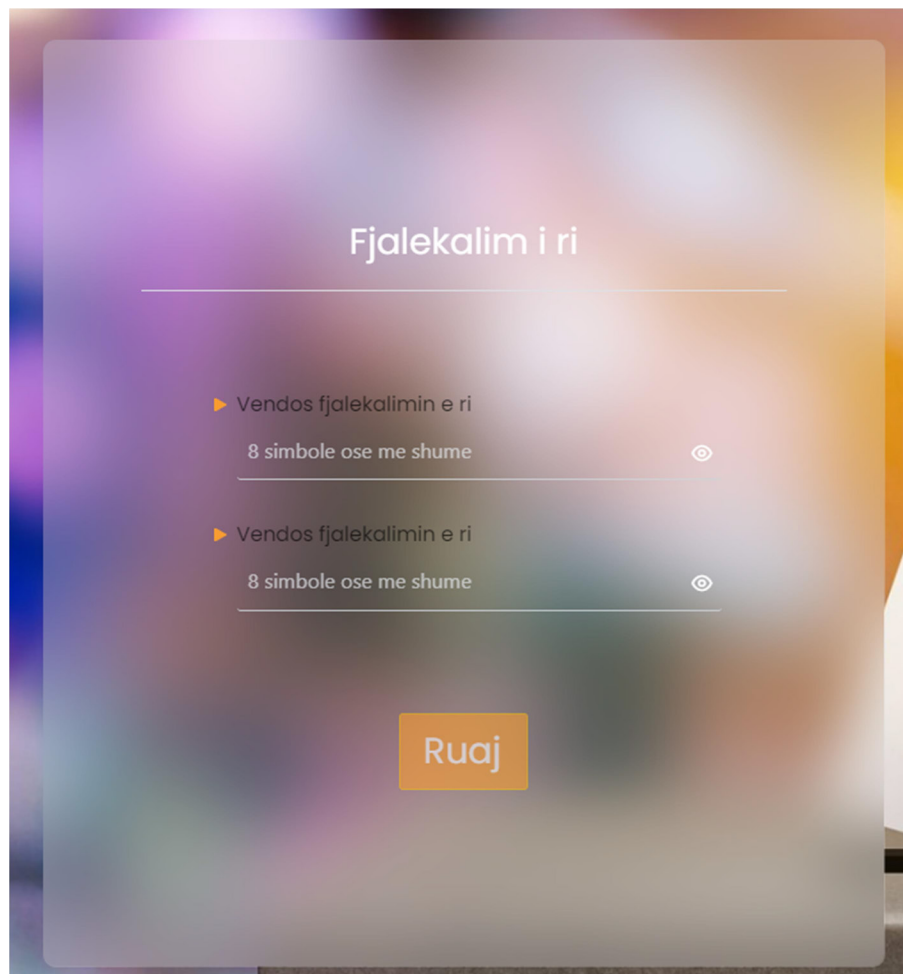 Fjalekalim i ri
Vendos fjalekalimin e ri
8 simbole ose me shume
Vendos fjalekalimin e ri
8 simbole ose me shume
Ruaj